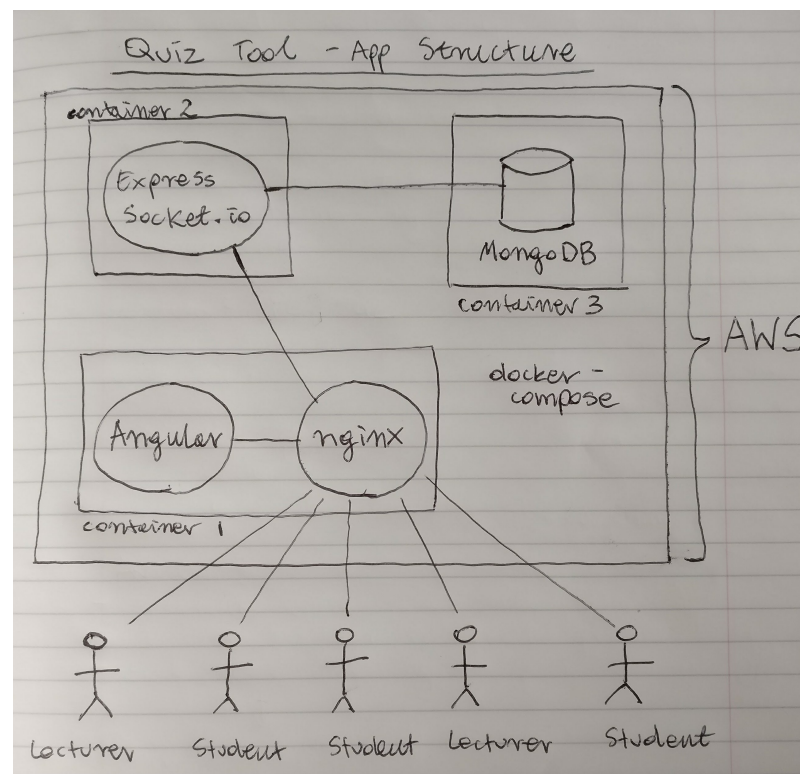 Quiz Tool - App Structure
container 2
Express
Socket.io
MongoDB
container 3
AWS
docker-
compose
Angular
nginx
container 1
Lecturer
Student
Student
Lecturer
Student